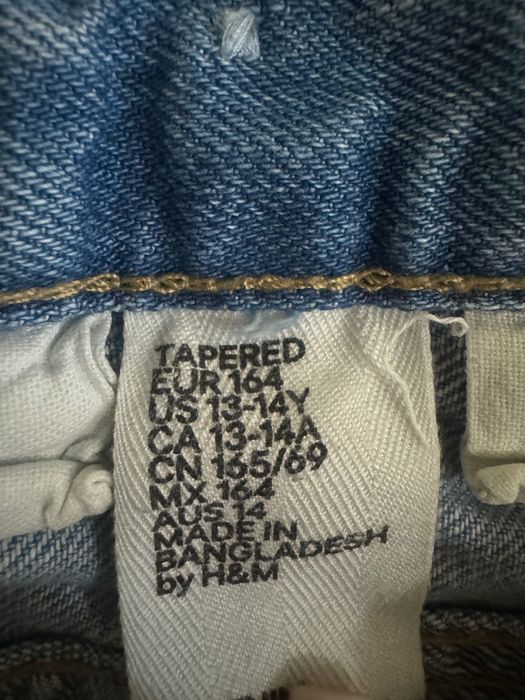 TAPERED
EUR 164
US 13-14Y
CA 13-14A
CN 165/69
MX 164
AUS 14
MADE IN
BANGLADESH
by H&M